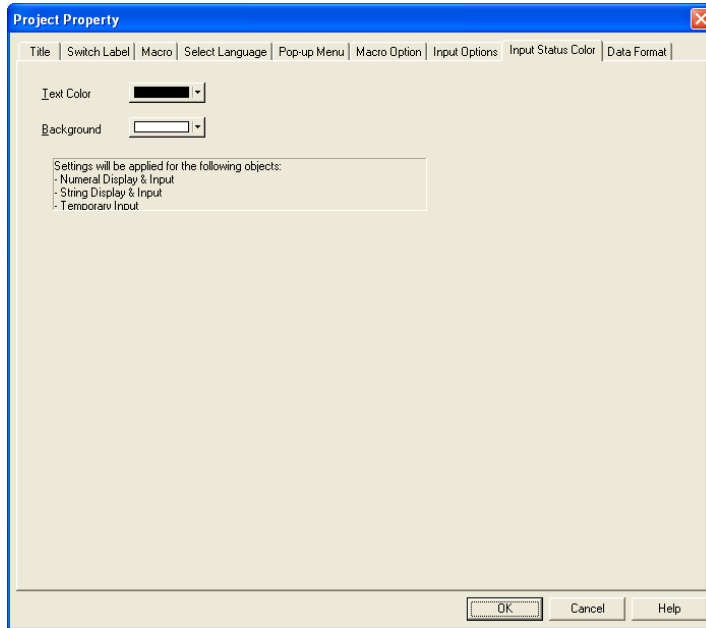 Project Property
Title Switch Label Macro Select Language Pop-up Menu Macro Option Input Options Input Status Color Data Format
Text Color
Background
Settings will be applied for the following objects:
- Numeral Display & Input
- String Display & Input
- Temporary Input
OK Cancel Help